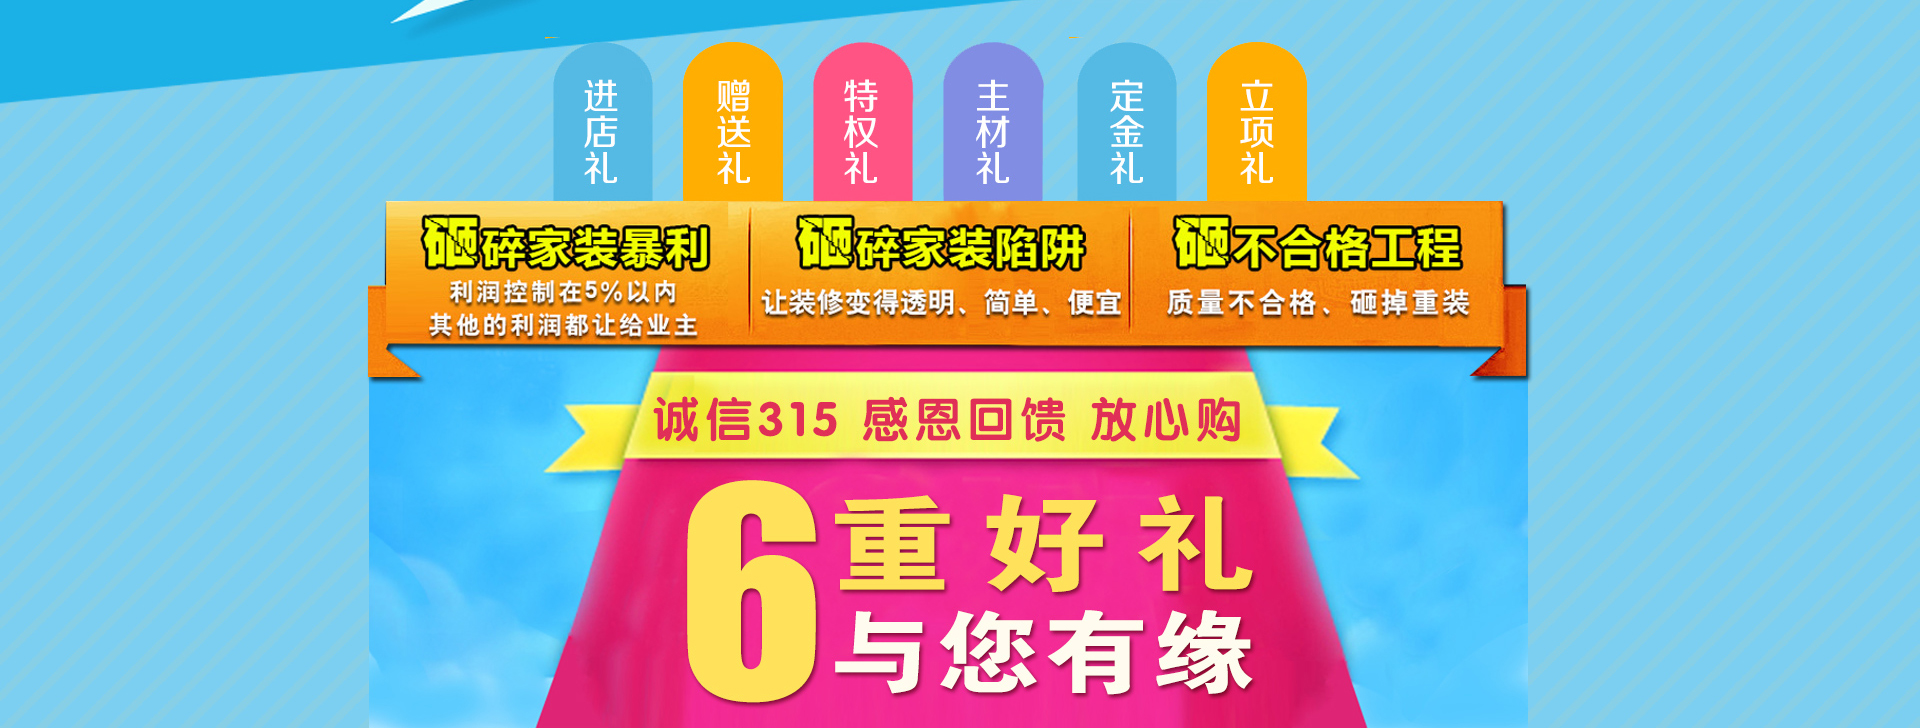 进店礼
赠送礼
特权礼
主材礼
定金礼
立项礼
砸碎家装暴利
利润控制在5%以内
其他的利润都让给业主
砸碎家装陷阱
让装修变得透明、简单、便宜
砸不合格工程
质量不合格、砸掉重装
诚信315 感恩回馈 放心购
6重好礼
与您有缘